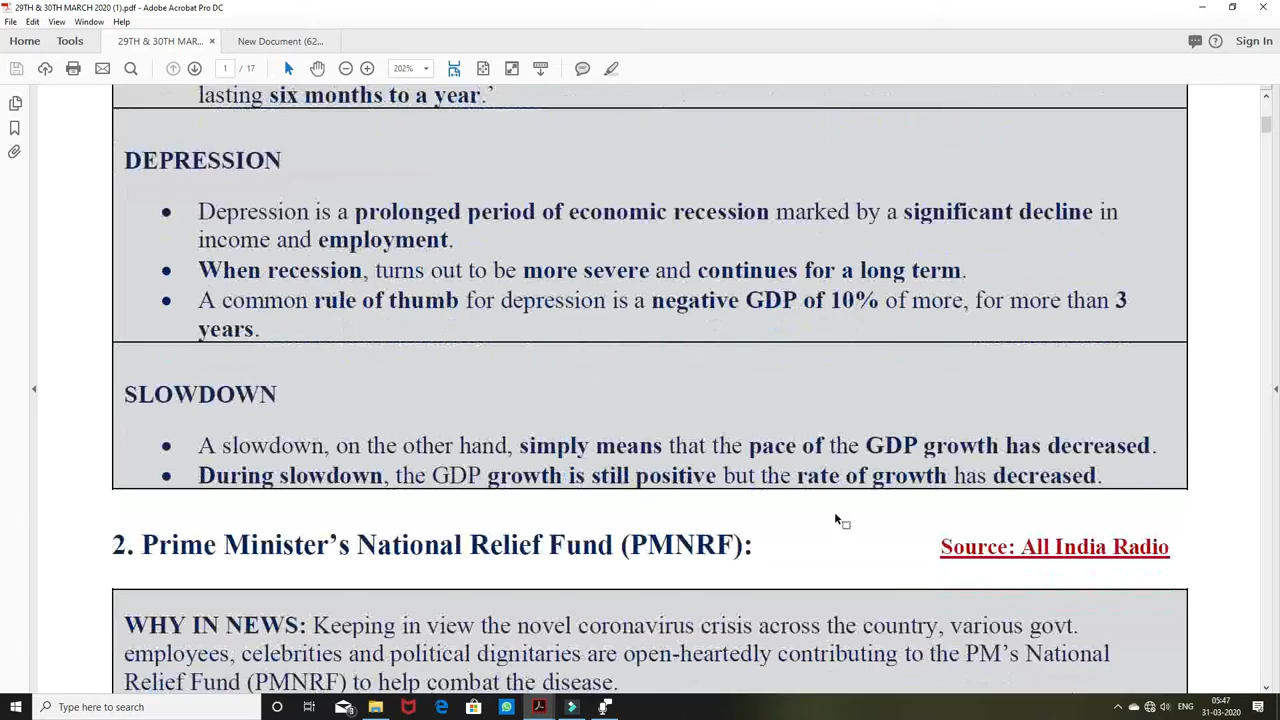 29TH & 30TH MARCH 2020 (1).pdf - Adobe Acrobat Pro DC
File Edit View Window Help
Home Tools 29TH & 30TH MAR... × New Document (62... Sign In
1 / 17 202%
lasting six months to a year.’
DEPRESSION
• Depression is a prolonged period of economic recession marked by a significant decline in
income and employment.
• When recession, turns out to be more severe and continues for a long term.
• A common rule of thumb for depression is a negative GDP of 10% of more, for more than 3
years.
SLOWDOWN
• A slowdown, on the other hand, simply means that the pace of the GDP growth has decreased.
• During slowdown, the GDP growth is still positive but the rate of growth has decreased.
2. Prime Minister’s National Relief Fund (PMNRF): Source: All India Radio
WHY IN NEWS: Keeping in view the novel coronavirus crisis across the country, various govt.
employees, celebrities and political dignitaries are open-heartedly contributing to the PM’s National
Relief Fund (PMNRF) to help combat the disease.
Type here to search
ENG
05:47
31-03-2020